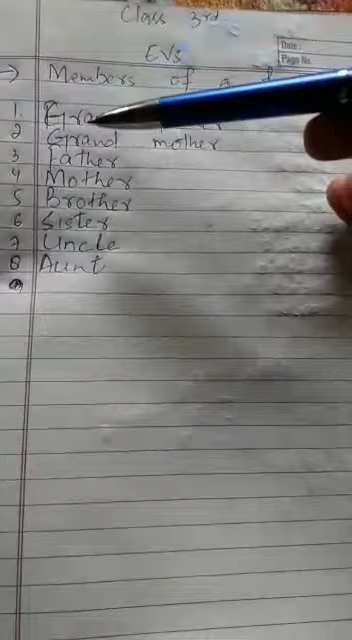 Class 3rd
EVS
Date:
Page No.
→ Members of a
1.
2 Grand mother
3 Father
4 Mother
5 Brother
6 Sister
7 Uncle
8 Aunt